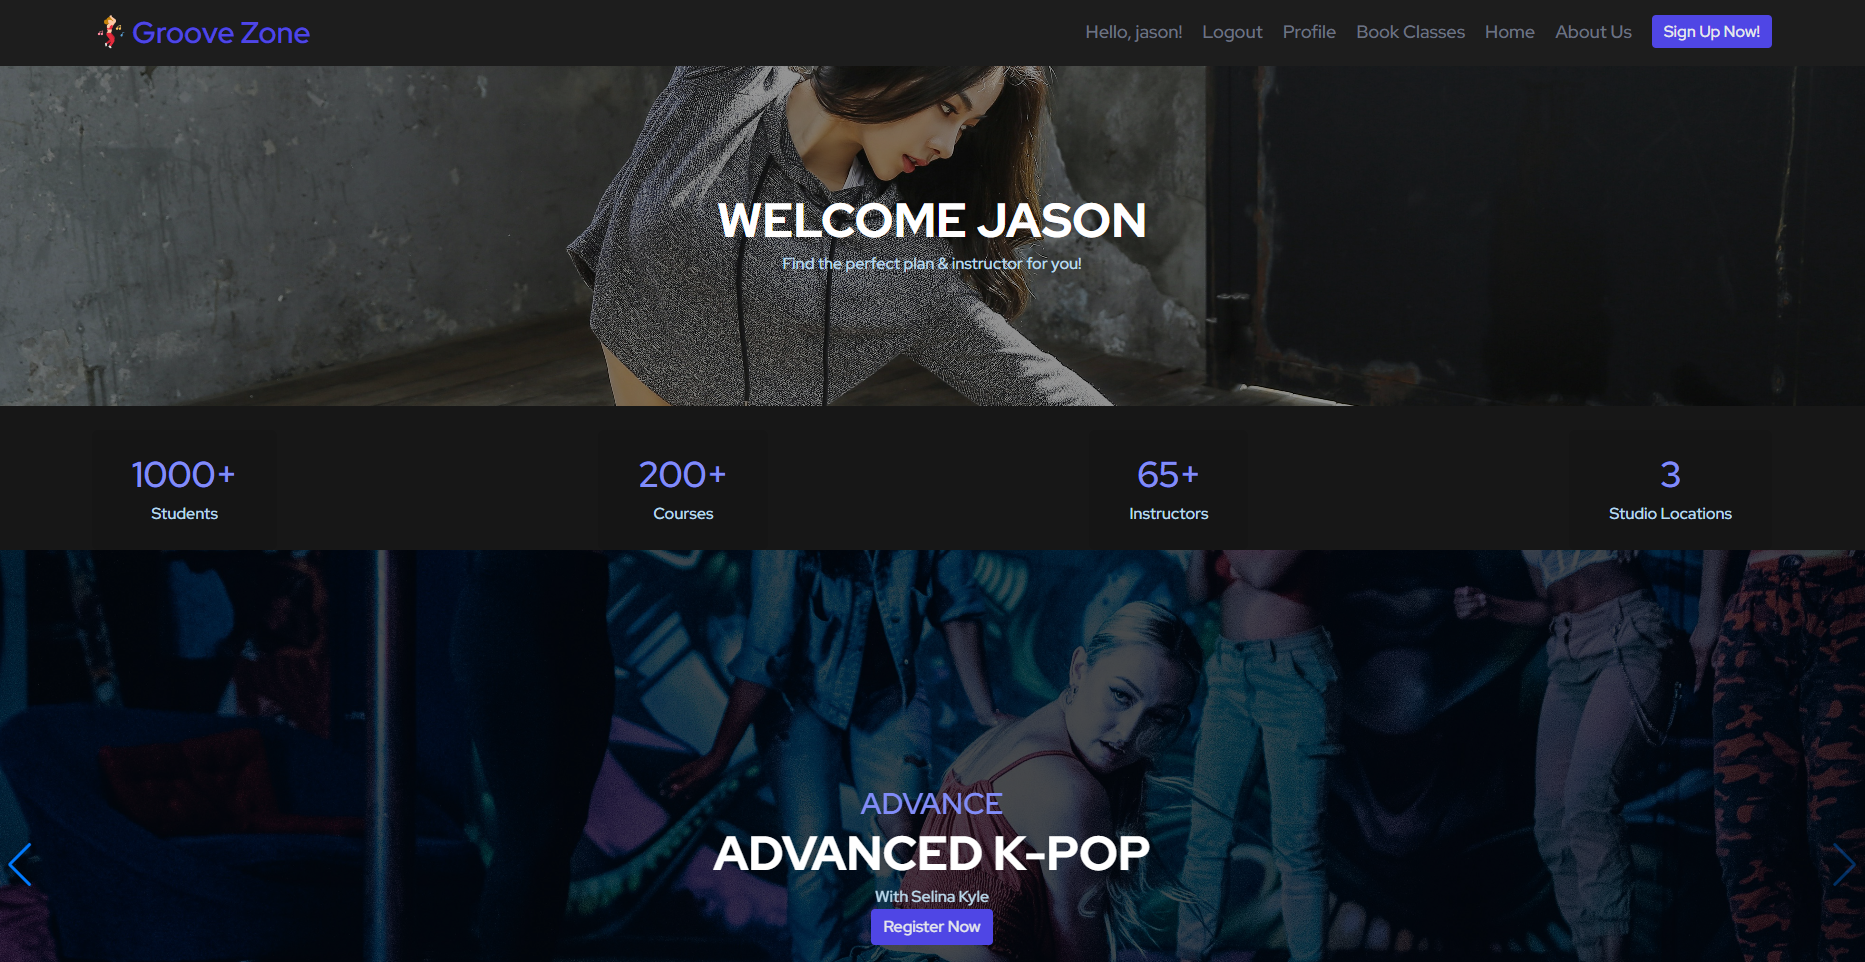 Groove Zone
Hello, jason! Logout Profile Book Classes Home About Us Sign Up Now!
WELCOME JASON
Find the perfect plan & instructor for you!
1000+ 200+ 65+ 3
Students Courses Instructors Studio Locations
ADVANCE
ADVANCED K-POP
With Selina Kyle
Register Now